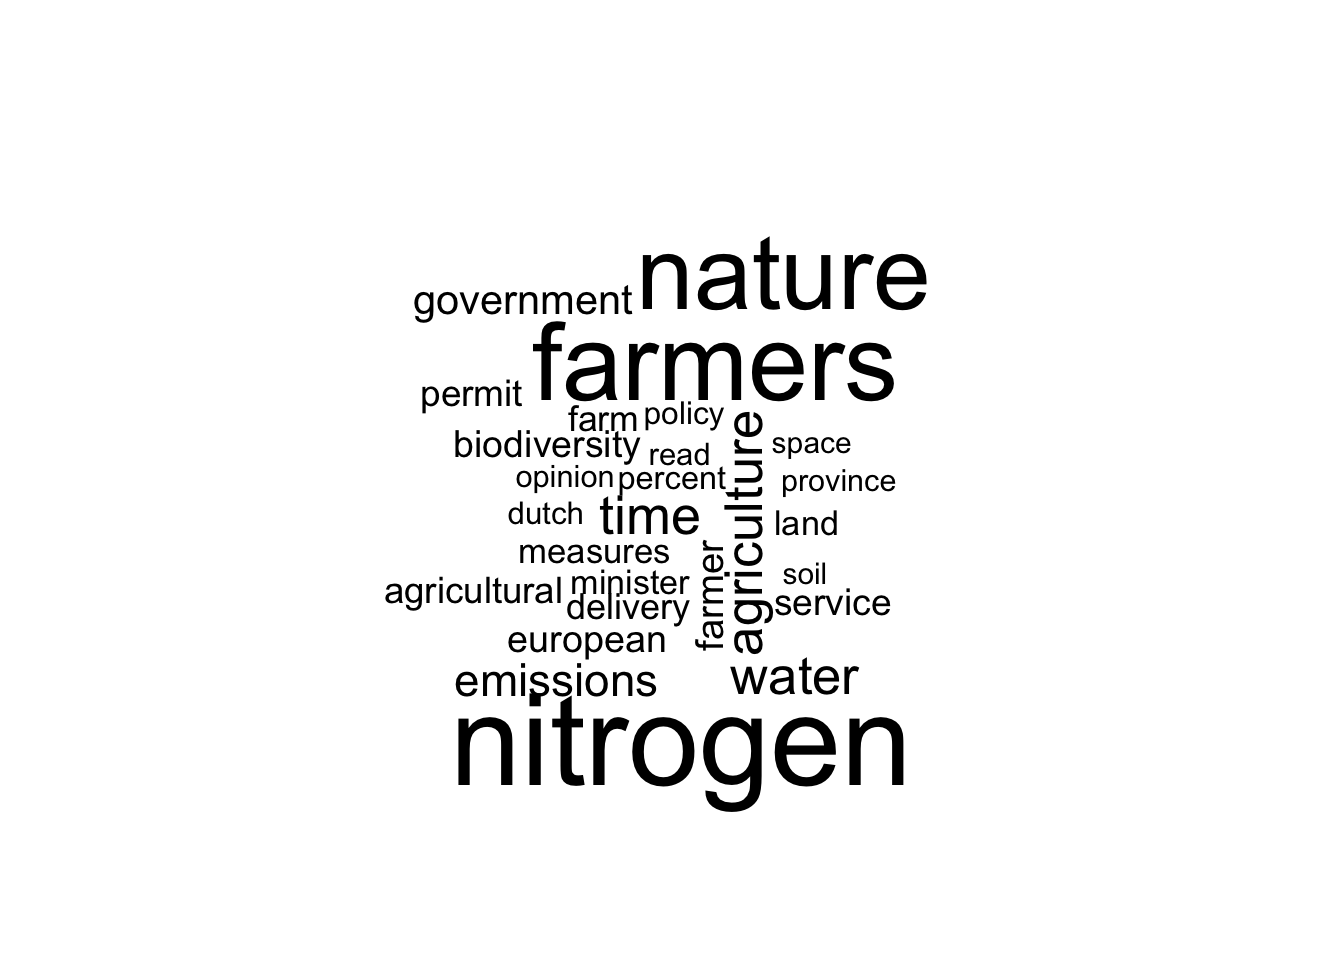 nature
government
farmers
permit
farm
policy
agriculture
biodiversity
read
space
opinion
percent
province
dutch
time
land
measures
farmer
agricultural
minister
soil
delivery
service
european
emissions
water
nitrogen